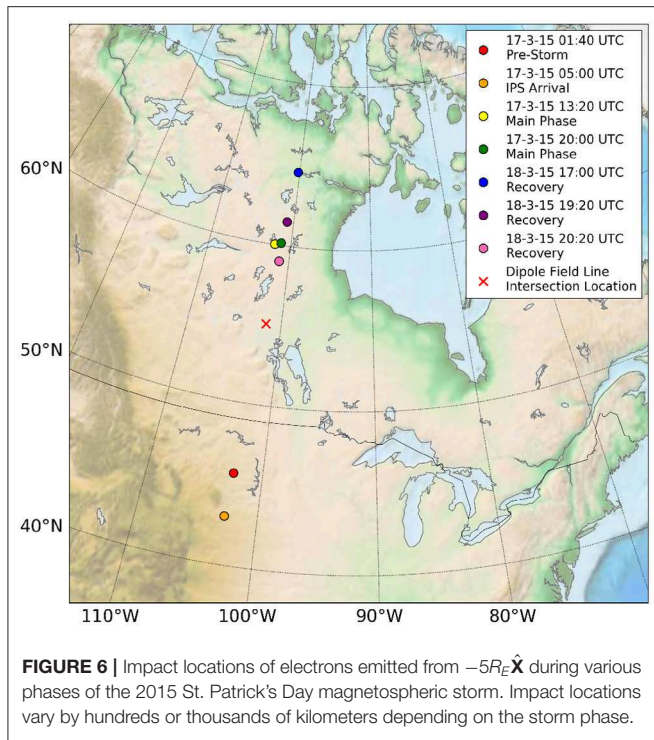 60°N
50°N
40°N
110°W
100°W
90°W
80°W
17-3-15 01:40 UTC
Pre-Storm
17-3-15 05:00 UTC
IPS Arrival
17-3-15 13:20 UTC
Main Phase
17-3-15 20:00 UTC
Main Phase
18-3-15 17:00 UTC
Recovery
18-3-15 19:20 UTC
Recovery
18-3-15 20:20 UTC
Recovery
Dipole Field Line
Intersection Location
FIGURE 6 | Impact locations of electrons emitted from −5R_E X̂ during various
phases of the 2015 St. Patrick's Day magnetospheric storm. Impact locations
vary by hundreds or thousands of kilometers depending on the storm phase.